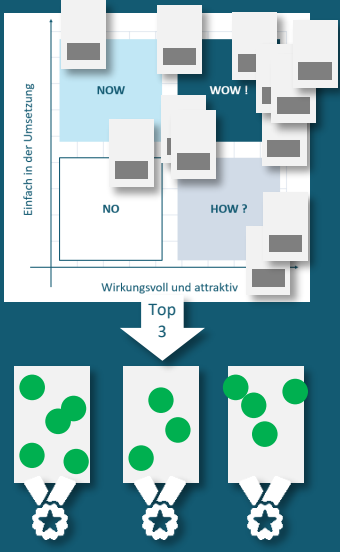 NOW
WOW !
Einfach in der Umsetzung
NO
HOW ?
Wirkungsvoll und attraktiv
Top
3